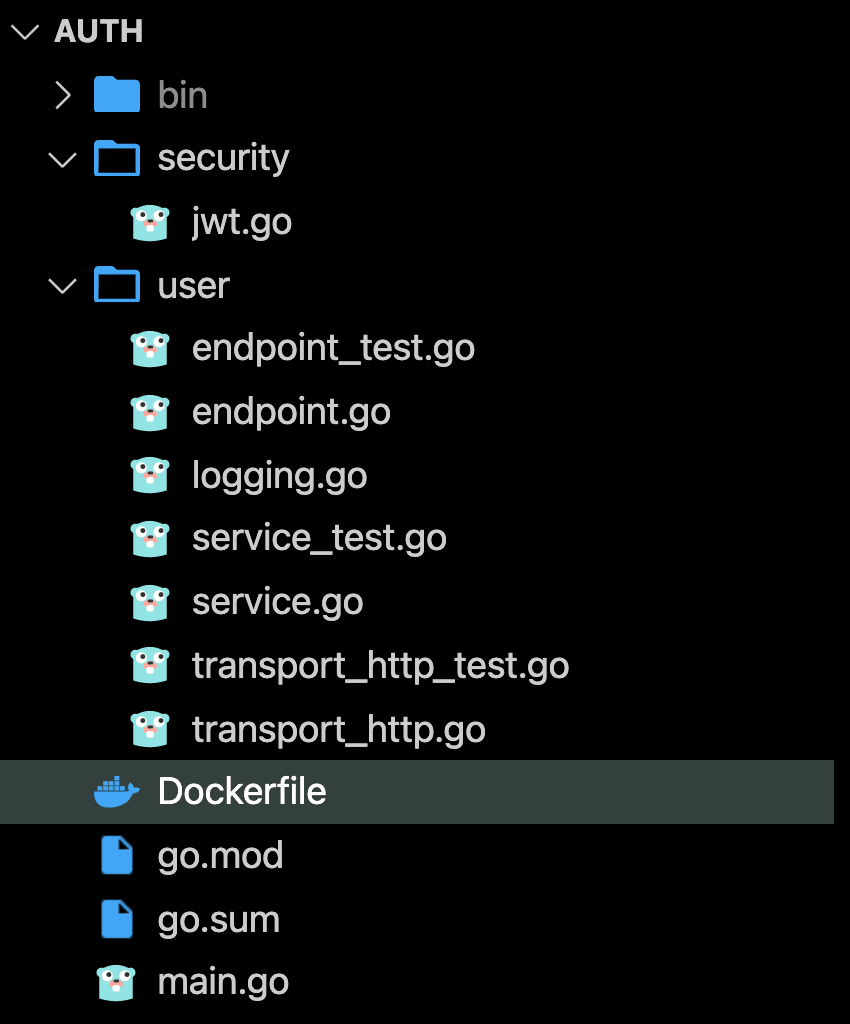 AUTH
bin
security
jwt.go
user
endpoint_test.go
endpoint.go
logging.go
service_test.go
service.go
transport_http_test.go
transport_http.go
Dockerfile
go.mod
go.sum
main.go